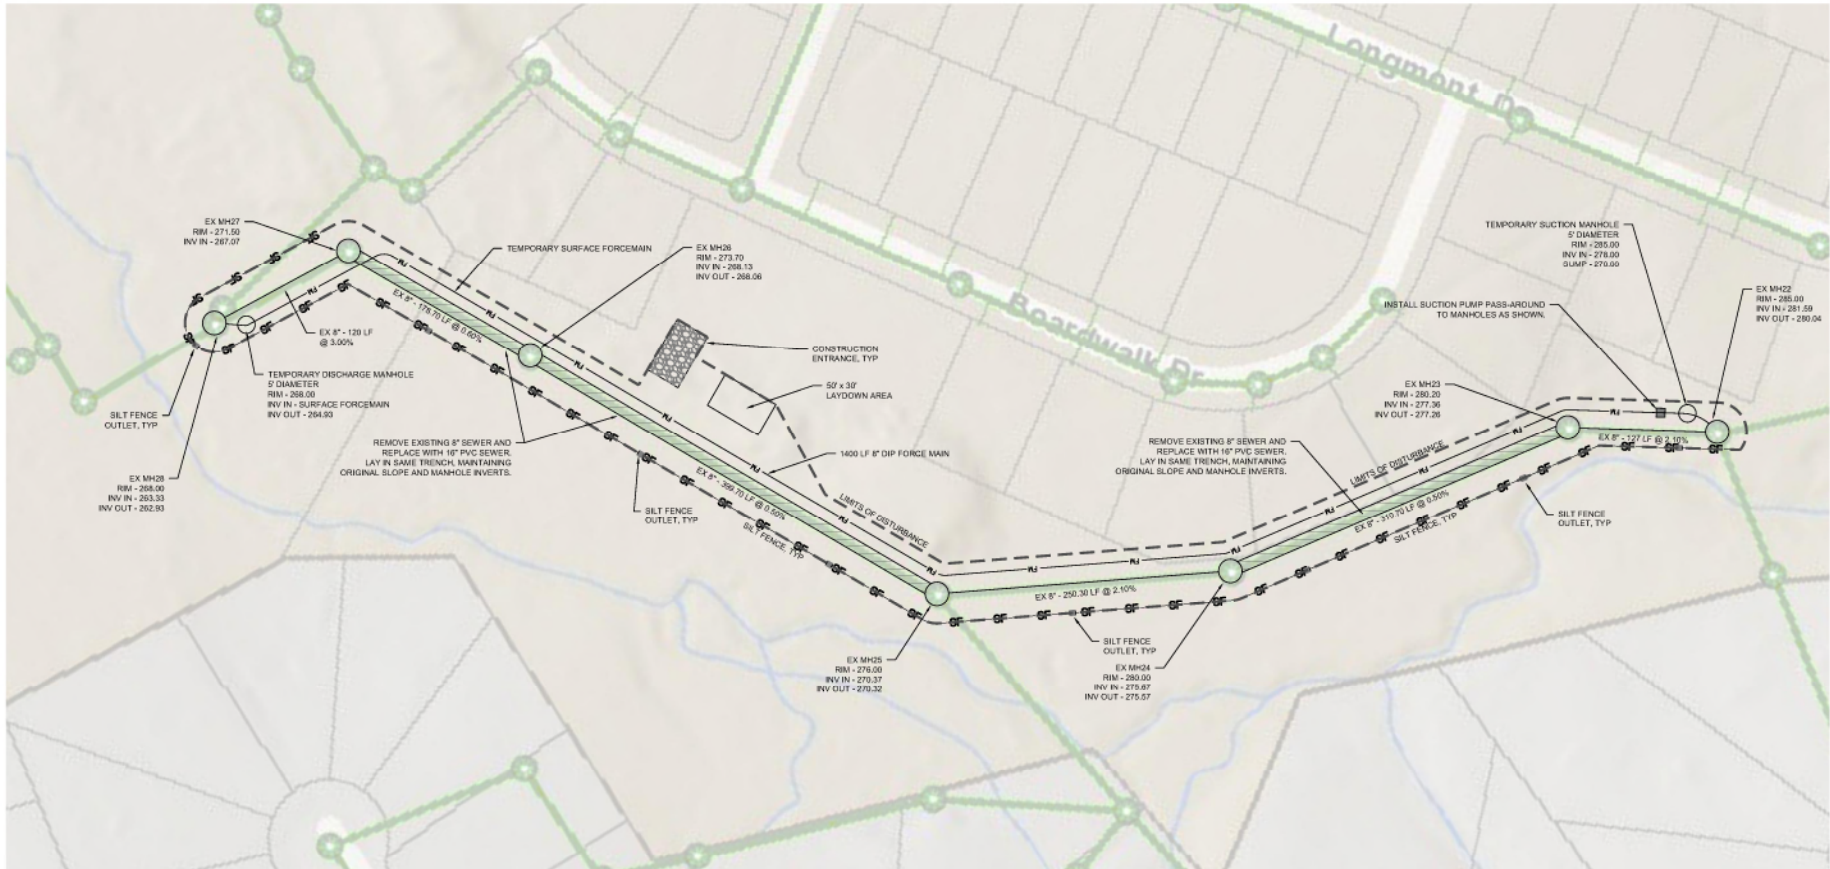 Longmont Dr
Boardwalk Dr
EX MH27
RIM - 271.50
INV IN - 267.07
TEMPORARY SURFACE FORCEMAIN
EX MH26
RIM - 273.70
INV IN - 268.13
INV OUT - 268.06
TEMPORARY SUCTION MANHOLE
5' DIAMETER
RIM - 285.00
INV IN - 278.00
SUMP - 270.00
EX MH22
RIM - 285.00
INV IN - 281.59
INV OUT - 280.04
INSTALL SUCTION PUMP PASS-AROUND
TO MANHOLES AS SHOWN.
EX 8" - 178.70 LF @ 0.60%
EX 8" - 120 LF
@ 3.00%
CONSTRUCTION
ENTRANCE, TYP
50' x 30'
LAYDOWN AREA
TEMPORARY DISCHARGE MANHOLE
5' DIAMETER
RIM - 268.00
INV IN - SURFACE FORCEMAIN
INV OUT - 264.93
SILT FENCE
OUTLET, TYP
EX MH23
RIM - 280.20
INV IN - 277.36
INV OUT - 277.26
EX 8" - 127 LF @ 2.10%
REMOVE EXISTING 8" SEWER AND
REPLACE WITH 16" PVC SEWER.
LAY IN SAME TRENCH, MAINTAINING
ORIGINAL SLOPE AND MANHOLE INVERTS.
1400 LF 8" DIP FORCE MAIN
REMOVE EXISTING 8" SEWER AND
REPLACE WITH 16" PVC SEWER.
LAY IN SAME TRENCH, MAINTAINING
ORIGINAL SLOPE AND MANHOLE INVERTS.
LIMITS OF DISTURBANCE
EX MH28
RIM - 268.00
INV IN - 263.33
INV OUT - 262.93
EX 8" - 399.70 LF @ 0.50%
LIMITS OF DISTURBANCE
SILT FENCE
OUTLET, TYP
SILT FENCE, TYP
EX 8" - 310.70 LF @ 0.50%
SILT FENCE, TYP
SILT FENCE
OUTLET, TYP
EX 8" - 250.30 LF @ 2.10%
SILT FENCE
OUTLET, TYP
EX MH25
RIM - 276.00
INV IN - 270.37
INV OUT - 270.32
EX MH24
RIM - 280.00
INV IN - 275.67
INV OUT - 275.57